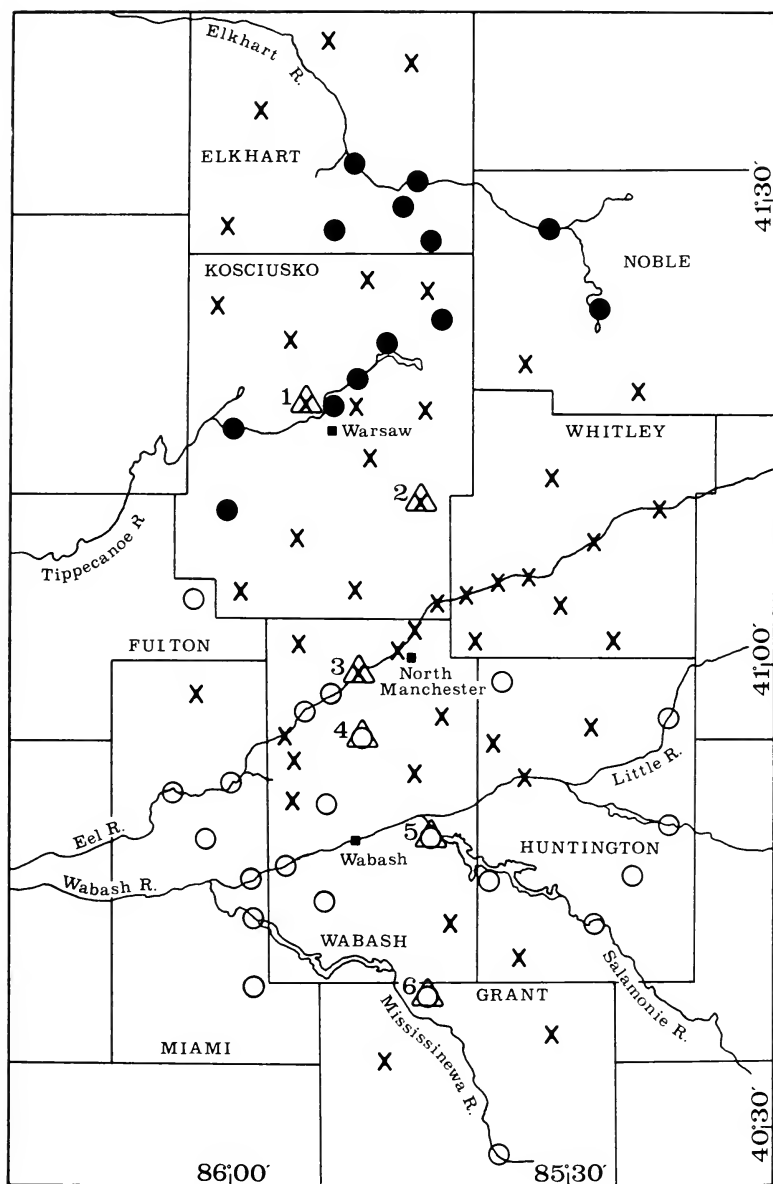 Elkhart R.
ELKHART
41°30'
KOSCIUSKO
NOBLE
1
Warsaw
WHITLEY
2
Tippecanoe R
FULTON
41°00'
3
North
Manchester
4
Little R.
Eel R.
5
Wabash
HUNTINGTON
Wabash R.
WABASH
Salamonie R.
6
GRANT
Mississinewa R.
MIAMI
40°30'
86°00'
85°30'